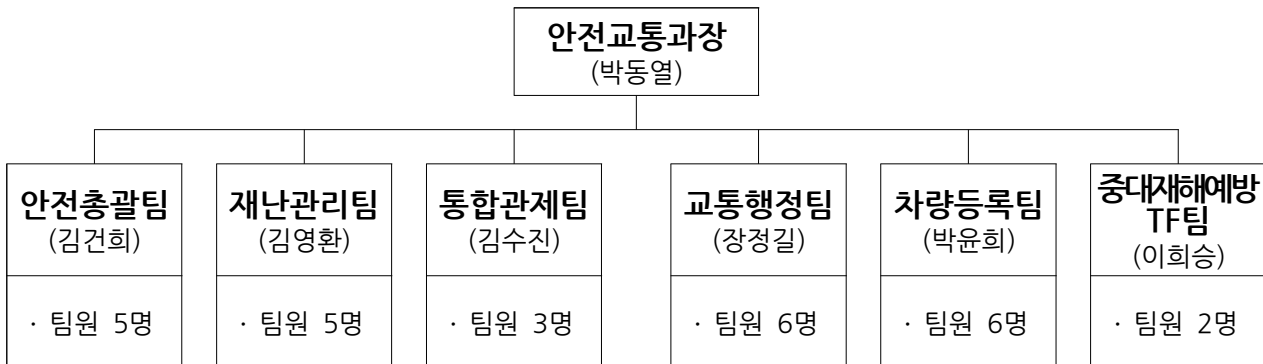 안전교통과장
(박동열)
안전총괄팀
(김건희)
· 팀원 5명
재난관리팀
(김영환)
· 팀원 5명
통합관제팀
(김수진)
· 팀원 3명
교통행정팀
(장정길)
· 팀원 6명
차량등록팀
(박윤희)
· 팀원 6명
중대재해예방
TF팀
(이희승)
· 팀원 2명